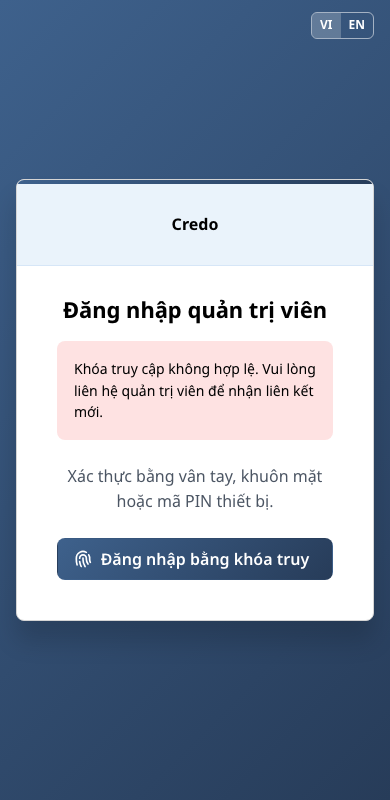 VI EN
Credo
Đăng nhập quản trị viên
Khóa truy cập không hợp lệ. Vui lòng
liên hệ quản trị viên để nhận liên kết
mới.
Xác thực bằng vân tay, khuôn mặt
hoặc mã PIN thiết bị.
Đăng nhập bằng khóa truy